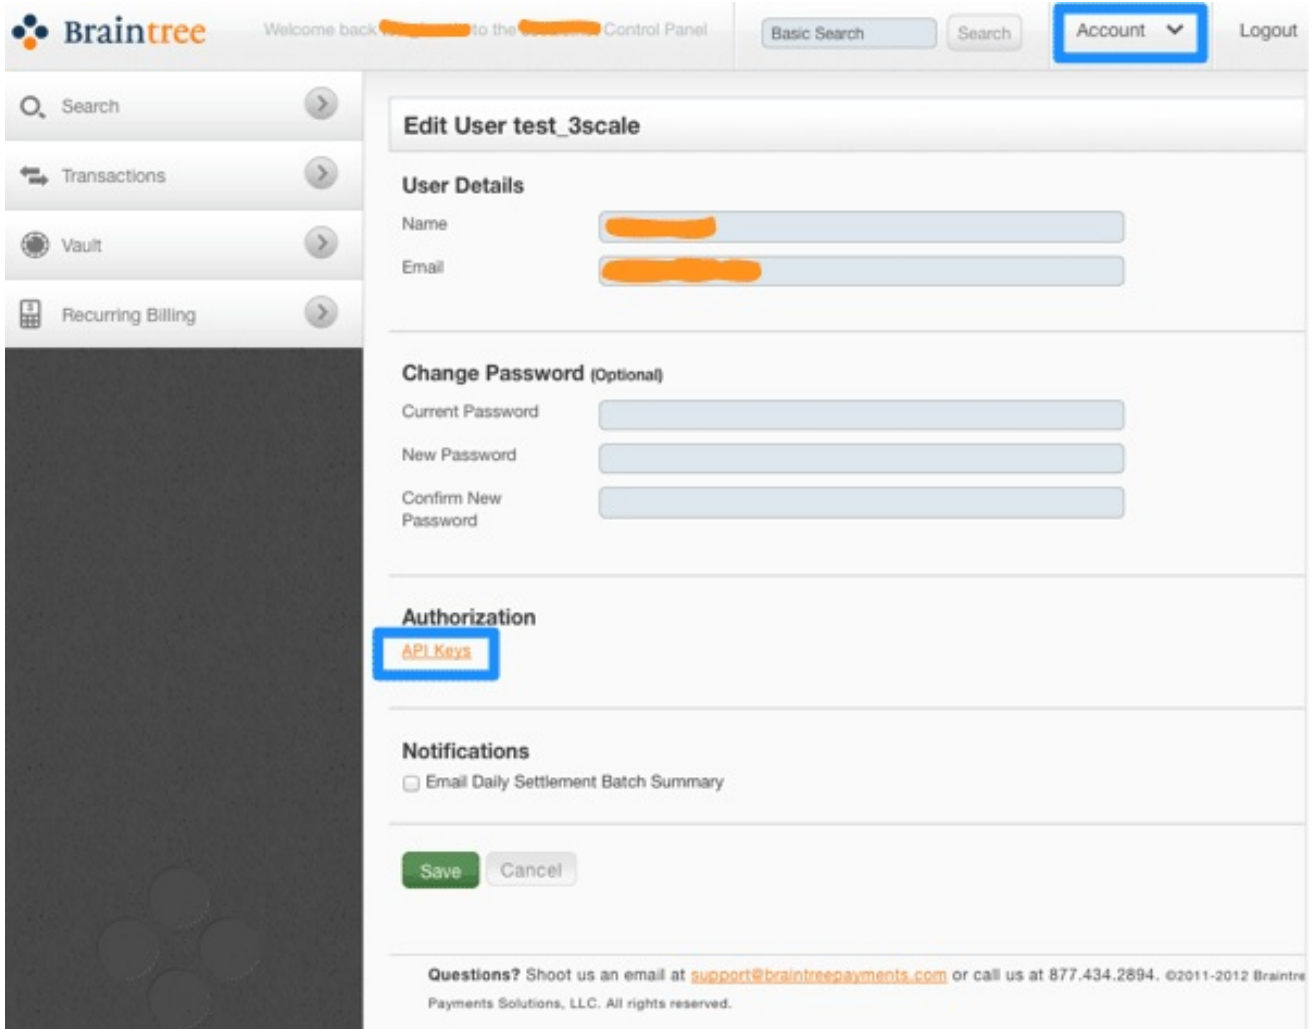 Braintree
Welcome back to the Control Panel
Basic Search
Search
Account
Logout
Search
Transactions
Vault
Recurring Billing
Edit User test_3scale
User Details
Name
Email
Change Password (Optional)
Current Password
New Password
Confirm New
Password
Authorization
API Keys
Notifications
Email Daily Settlement Batch Summary
Save
Cancel
Questions? Shoot us an email at support@braintreepayments.com or call us at 877.434.2894. ©2011-2012 Braintre
Payments Solutions, LLC. All rights reserved.